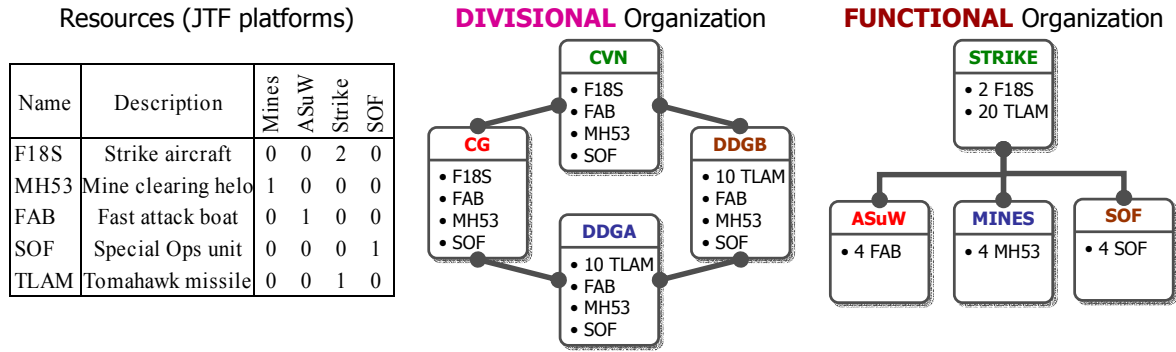 Resources (JTF platforms)
Name Description Mines ASuW Strike SOF
F18S Strike aircraft 0 0 2 0
MH53 Mine clearing helo 1 0 0 0
FAB Fast attack boat 0 1 0 0
SOF Special Ops unit 0 0 0 1
TLAM Tomahawk missile 0 0 1 0
DIVISIONAL Organization
CVN
• F18S
• FAB
• MH53
• SOF
CG
• F18S
• FAB
• MH53
• SOF
DDGB
• 10 TLAM
• FAB
• MH53
• SOF
DDGA
• 10 TLAM
• FAB
• MH53
• SOF
FUNCTIONAL Organization
STRIKE
• 2 F18S
• 20 TLAM
ASuW
• 4 FAB
MINES
• 4 MH53
SOF
• 4 SOF